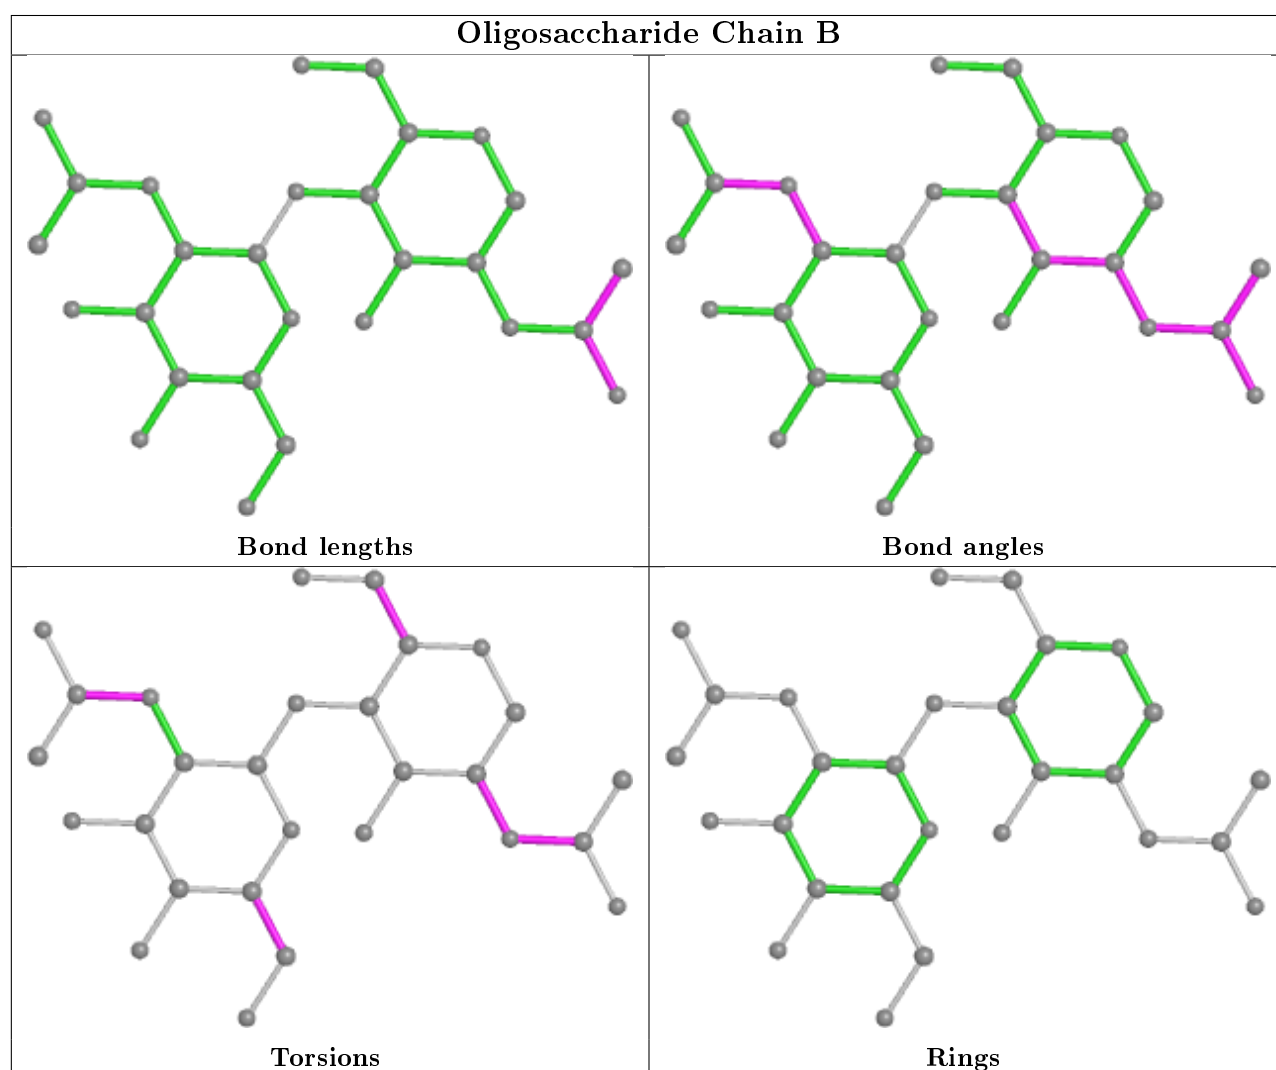 Oligosaccharide Chain B
Bond lengths
Bond angles
Torsions
Rings